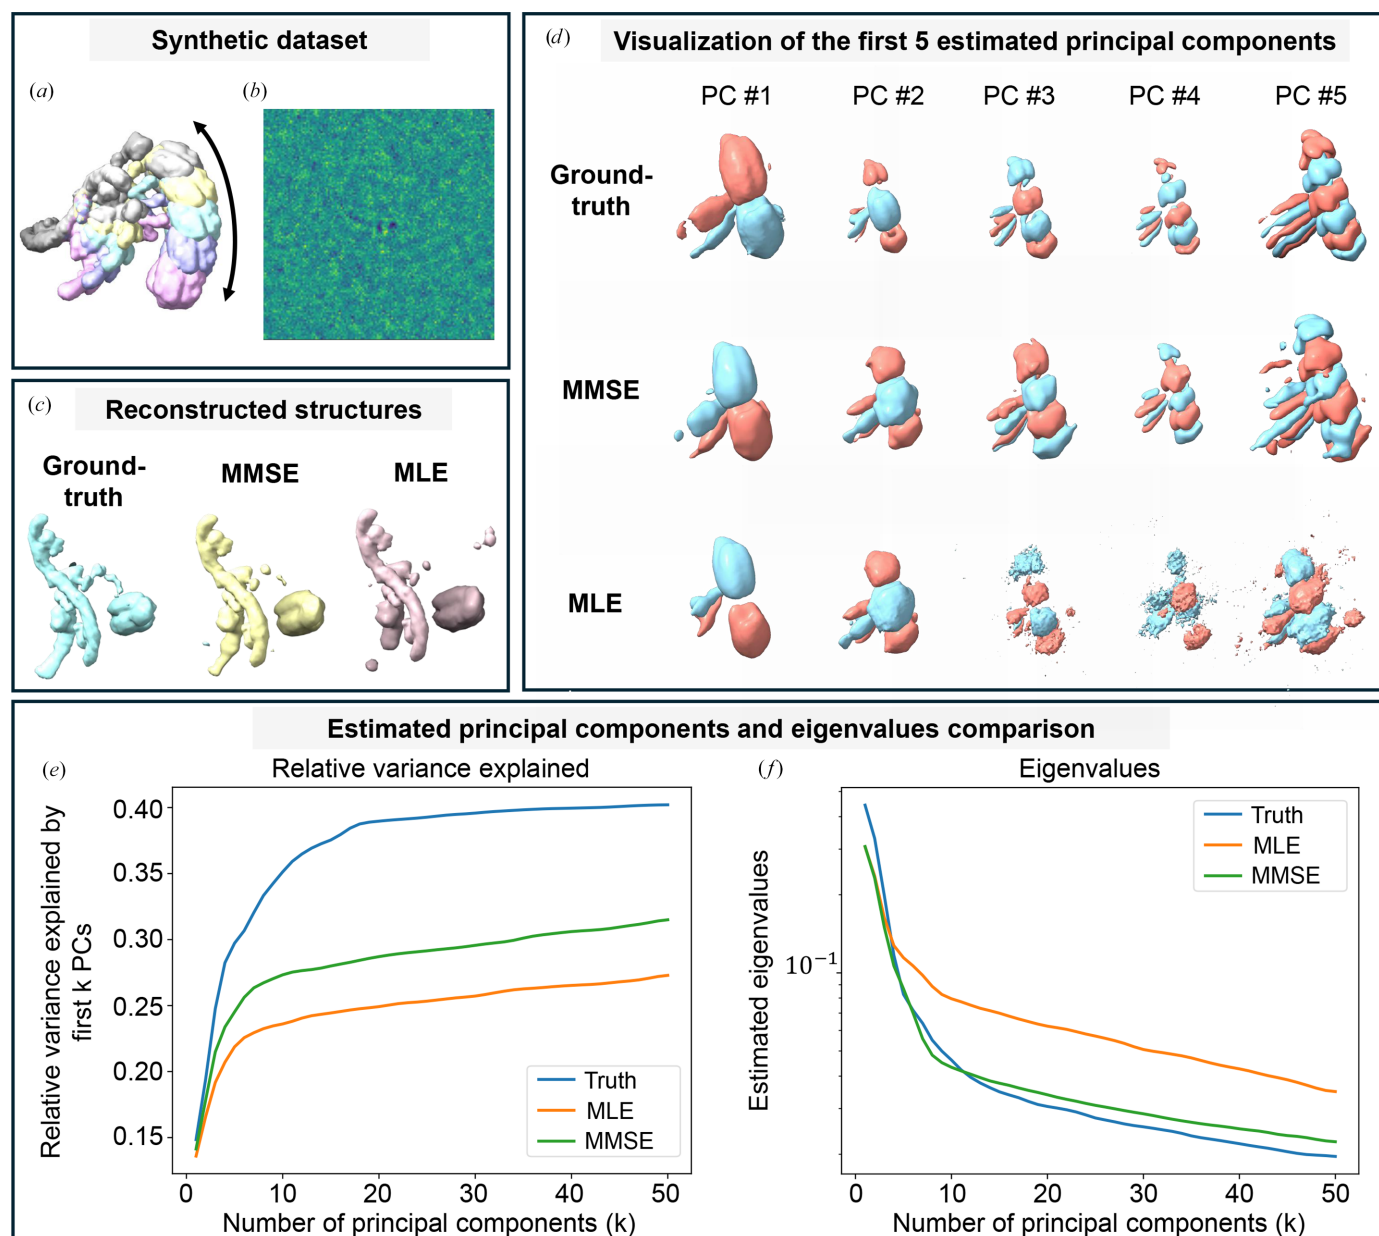 Synthetic dataset
(a)
(b)
(c)
Reconstructed structures
Ground-
truth
MMSE
MLE
(d)
Visualization of the first 5 estimated principal components
PC #1
PC #2
PC #3
PC #4
PC #5
Ground-
truth
MMSE
MLE
Estimated principal components and eigenvalues comparison
(e)
Relative variance explained
Relative variance explained by
first k PCs
0.40
0.35
0.30
0.25
0.20
0.15
Truth
MLE
MMSE
0
10
20
30
40
50
Number of principal components (k)
(f)
Eigenvalues
Estimated eigenvalues
10⁻¹
Truth
MLE
MMSE
0
10
20
30
40
50
Number of principal components (k)